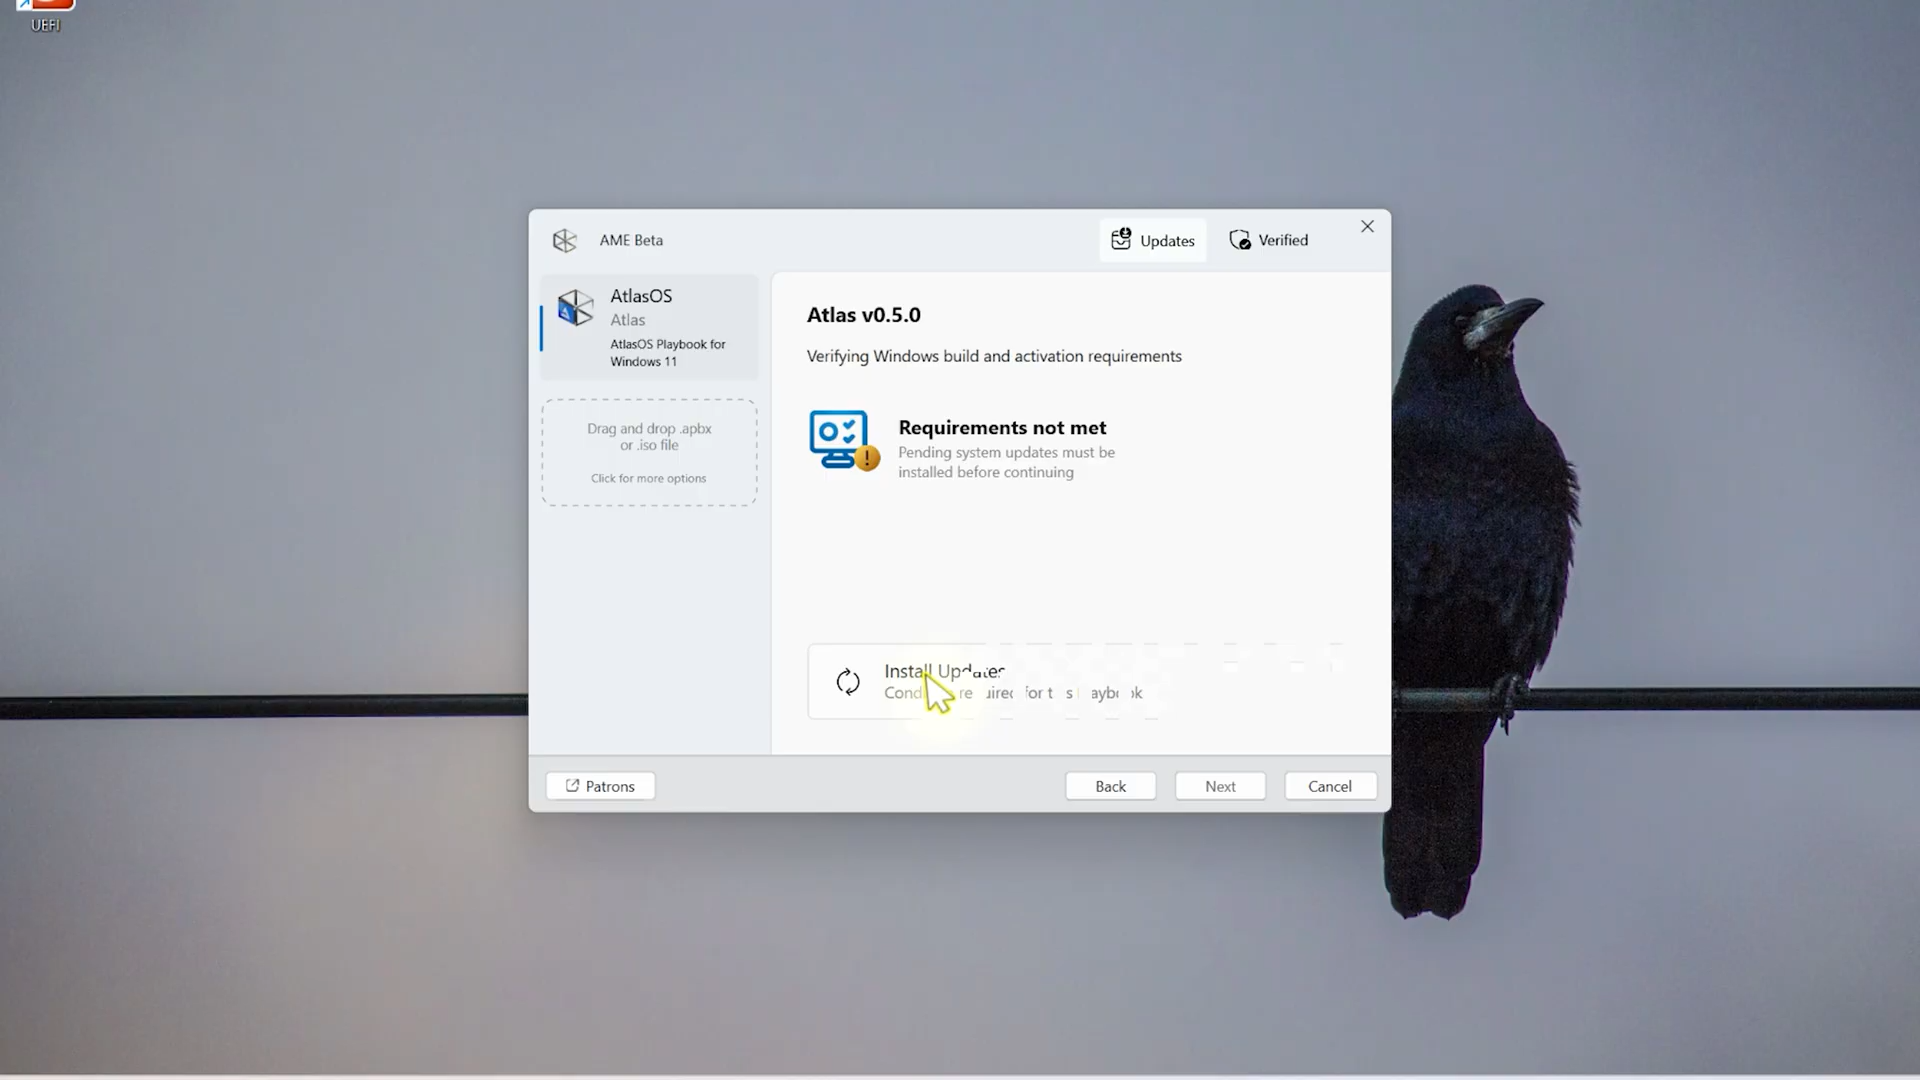 UEFI
AME Beta
Updates
Verified
AtlasOS
Atlas
AtlasOS Playbook for
Windows 11
Drag and drop .apbx
or .iso file
Click for more options
Atlas v0.5.0
Verifying Windows build and activation requirements
Requirements not met
Pending system updates must be
installed before continuing
Install Updates
for
Patrons
Back
Next
Cancel